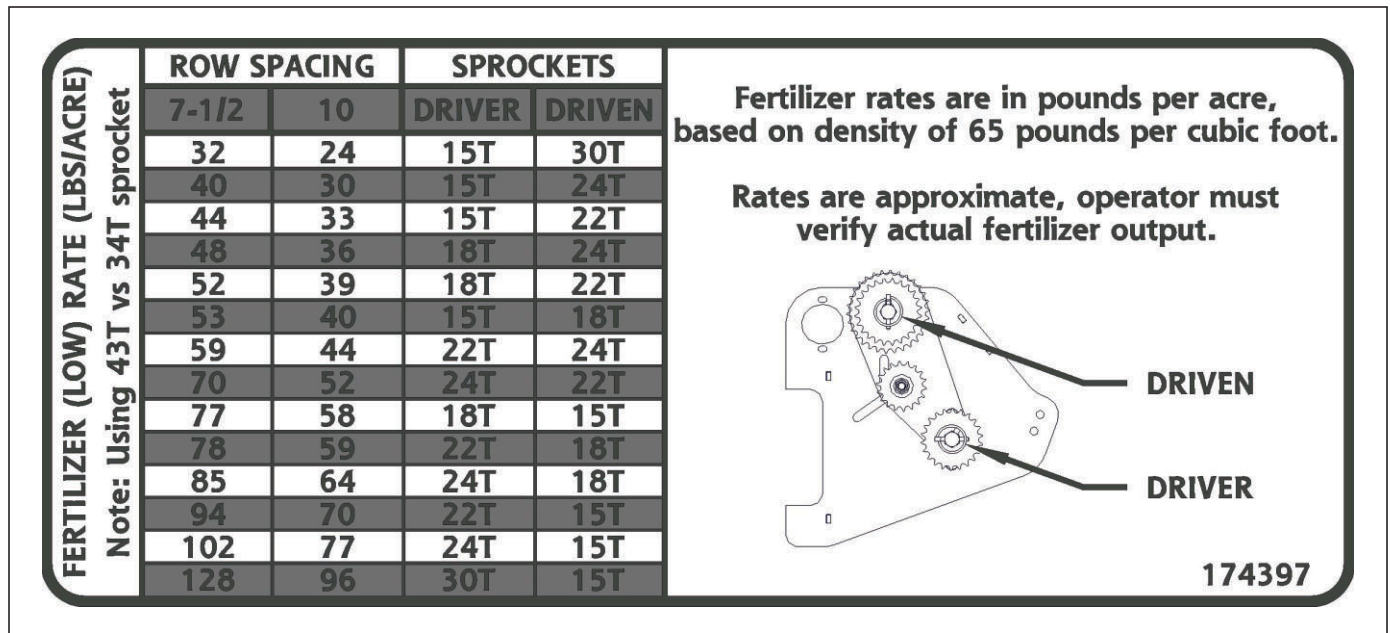 FERTILIZER (LOW) RATE (LBS/ACRE)
Note: Using 43T vs 34T sprocket
ROW SPACING SPROCKETS
7-1/2 10 DRIVER DRIVEN
32 24 15T 30T
40 30 15T 24T
44 33 15T 22T
48 36 18T 24T
52 39 18T 22T
53 40 15T 18T
59 44 22T 24T
70 52 24T 22T
77 58 18T 15T
78 59 22T 18T
85 64 24T 18T
94 70 22T 15T
102 77 24T 15T
128 96 30T 15T
Fertilizer rates are in pounds per acre,
based on density of 65 pounds per cubic foot.
Rates are approximate, operator must
verify actual fertilizer output.
DRIVEN
DRIVER
174397